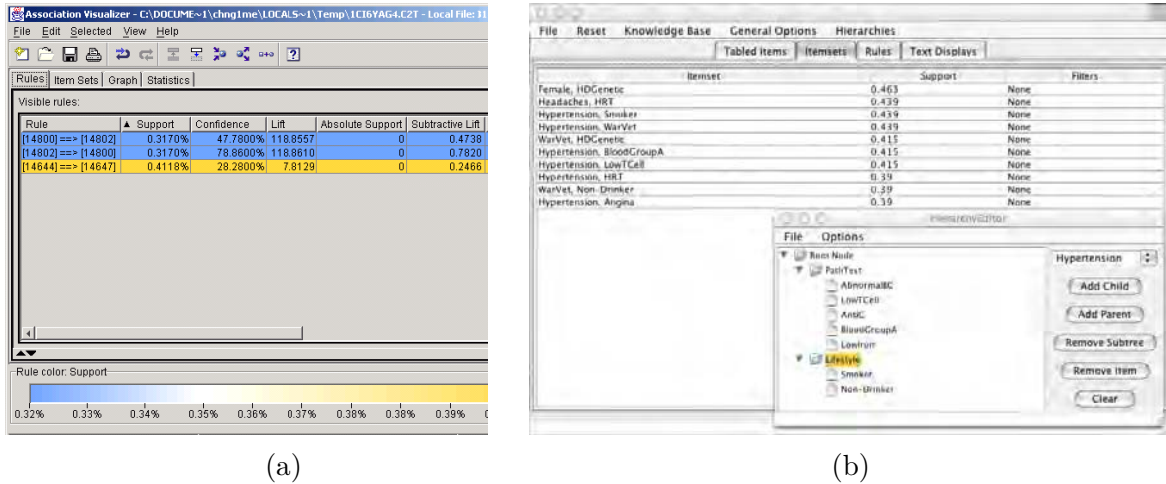 Association Visualizer - C:\DOCUME~1\chng1me\LOCALS~1\Temp\1CI6YAG4.C2T - Local File:
File Edit Selected View Help
Rules Item Sets Graph Statistics
Visible rules:
Rule ▲ Support Confidence Lift Absolute Support Subtractive Lift
[14800] ==> [14802] 0.3170% 47.7800% 118.8557 0 0.4738
[14802] ==> [14800] 0.3170% 78.8600% 118.8610 0 0.7820
[14644] ==> [14647] 0.4118% 28.2800% 7.8129 0 0.2466
Rule color: Support
0.32% 0.33% 0.34% 0.35% 0.36% 0.37% 0.38% 0.38% 0.39%
(a)
File Reset Knowledge Base General Options Hierarchies
Tabled Items Itemsets Rules Text Displays
Itemset Support Filters
Female, HDGenetic 0.463 None
Headaches, HRT 0.439 None
Hypertension, Smoker 0.439 None
Hypertension, WarVet 0.439 None
WarVet, HDGenetic 0.415 None
Hypertension, BloodGroupA 0.415 None
Hypertension, LowTCell 0.415 None
Hypertension, HRT 0.39 None
WarVet, Non-Drinker 0.39 None
Hypertension, Angina 0.39 None
HierarchyEditor
File Options
Root Node
PathTest
AbnormalBC
LowTCell
AntiC
BloodGroupA
Lifestyle
Smoker
Non-Drinker
Hypertension
Add Child
Add Parent
Remove Subtree
Remove Item
Clear
(b)